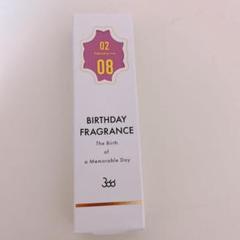 02
08
BIRTHDAY
FRAGRANCE
The Birth
of
a Memorable Day
366